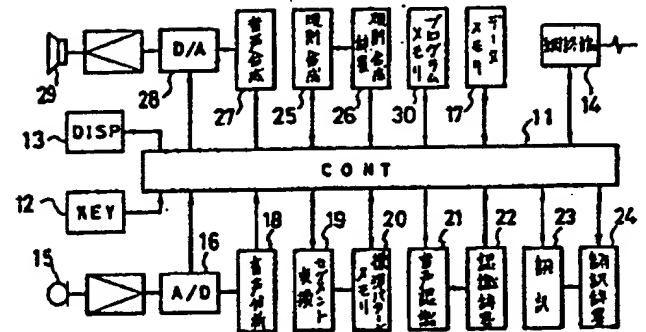 29
D/A
28
音声合成
27
規則合成
25
規則合成辞書
26
プログラムメモリ
30
データメモリ
17
14
13
DISP
11
CONT
12
KEY
15
A/D
16
音声分析
18
セグメント
19
標準パターンメモリ
20
音声認識
21
認識辞書
22
翻訳
23
翻訳辞書
24